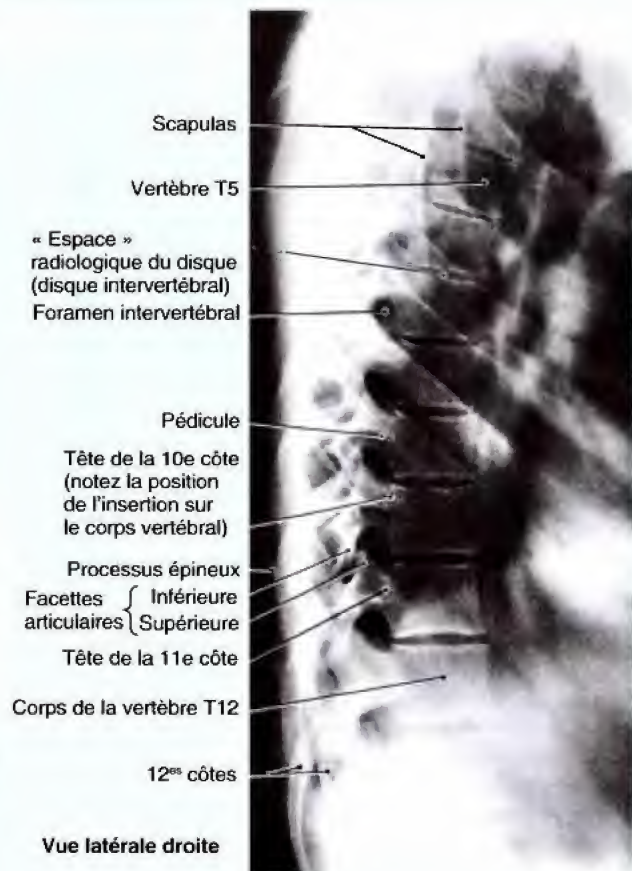 Scapulas
Vertèbre T5
« Espace »
radiologique du disque
(disque intervertébral)
Foramen intervertébral
Pédicule
Tête de la 10e côte
(notez la position
de l'insertion sur
le corps vertébral)
Processus épineux
Facettes
articulaires
Inférieure
Supérieure
Tête de la 11e côte
Corps de la vertèbre T12
12es côtes
Vue latérale droite